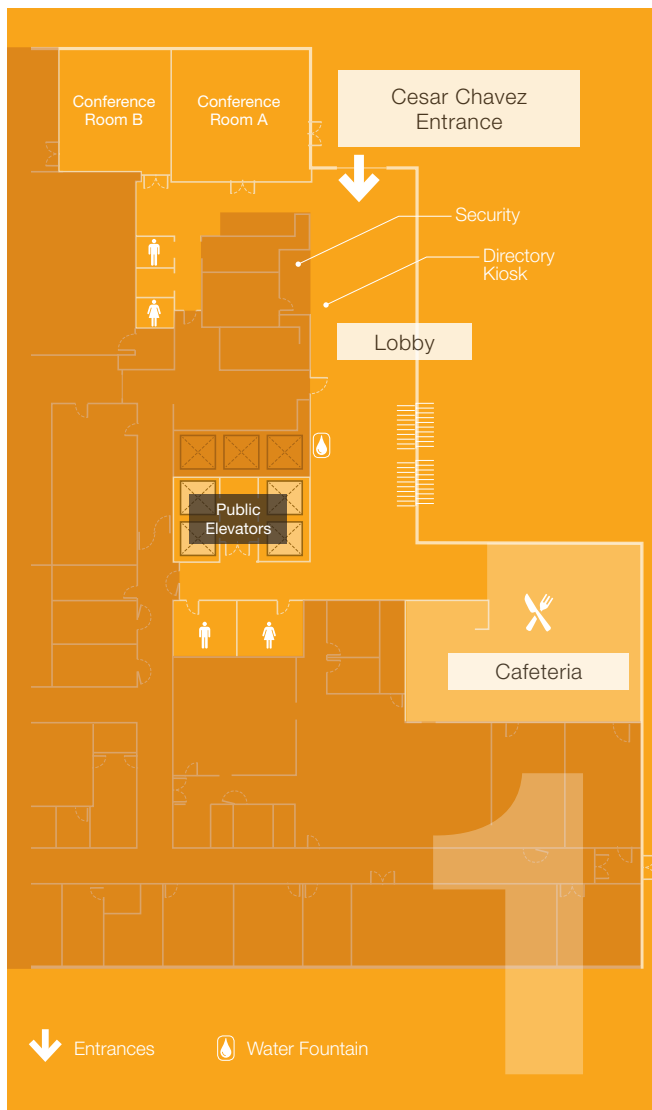 Conference
Room B
Conference
Room A
Cesar Chavez
Entrance
Security
Directory
Kiosk
Lobby
Public
Elevators
Cafeteria
1
Entrances
Water Fountain